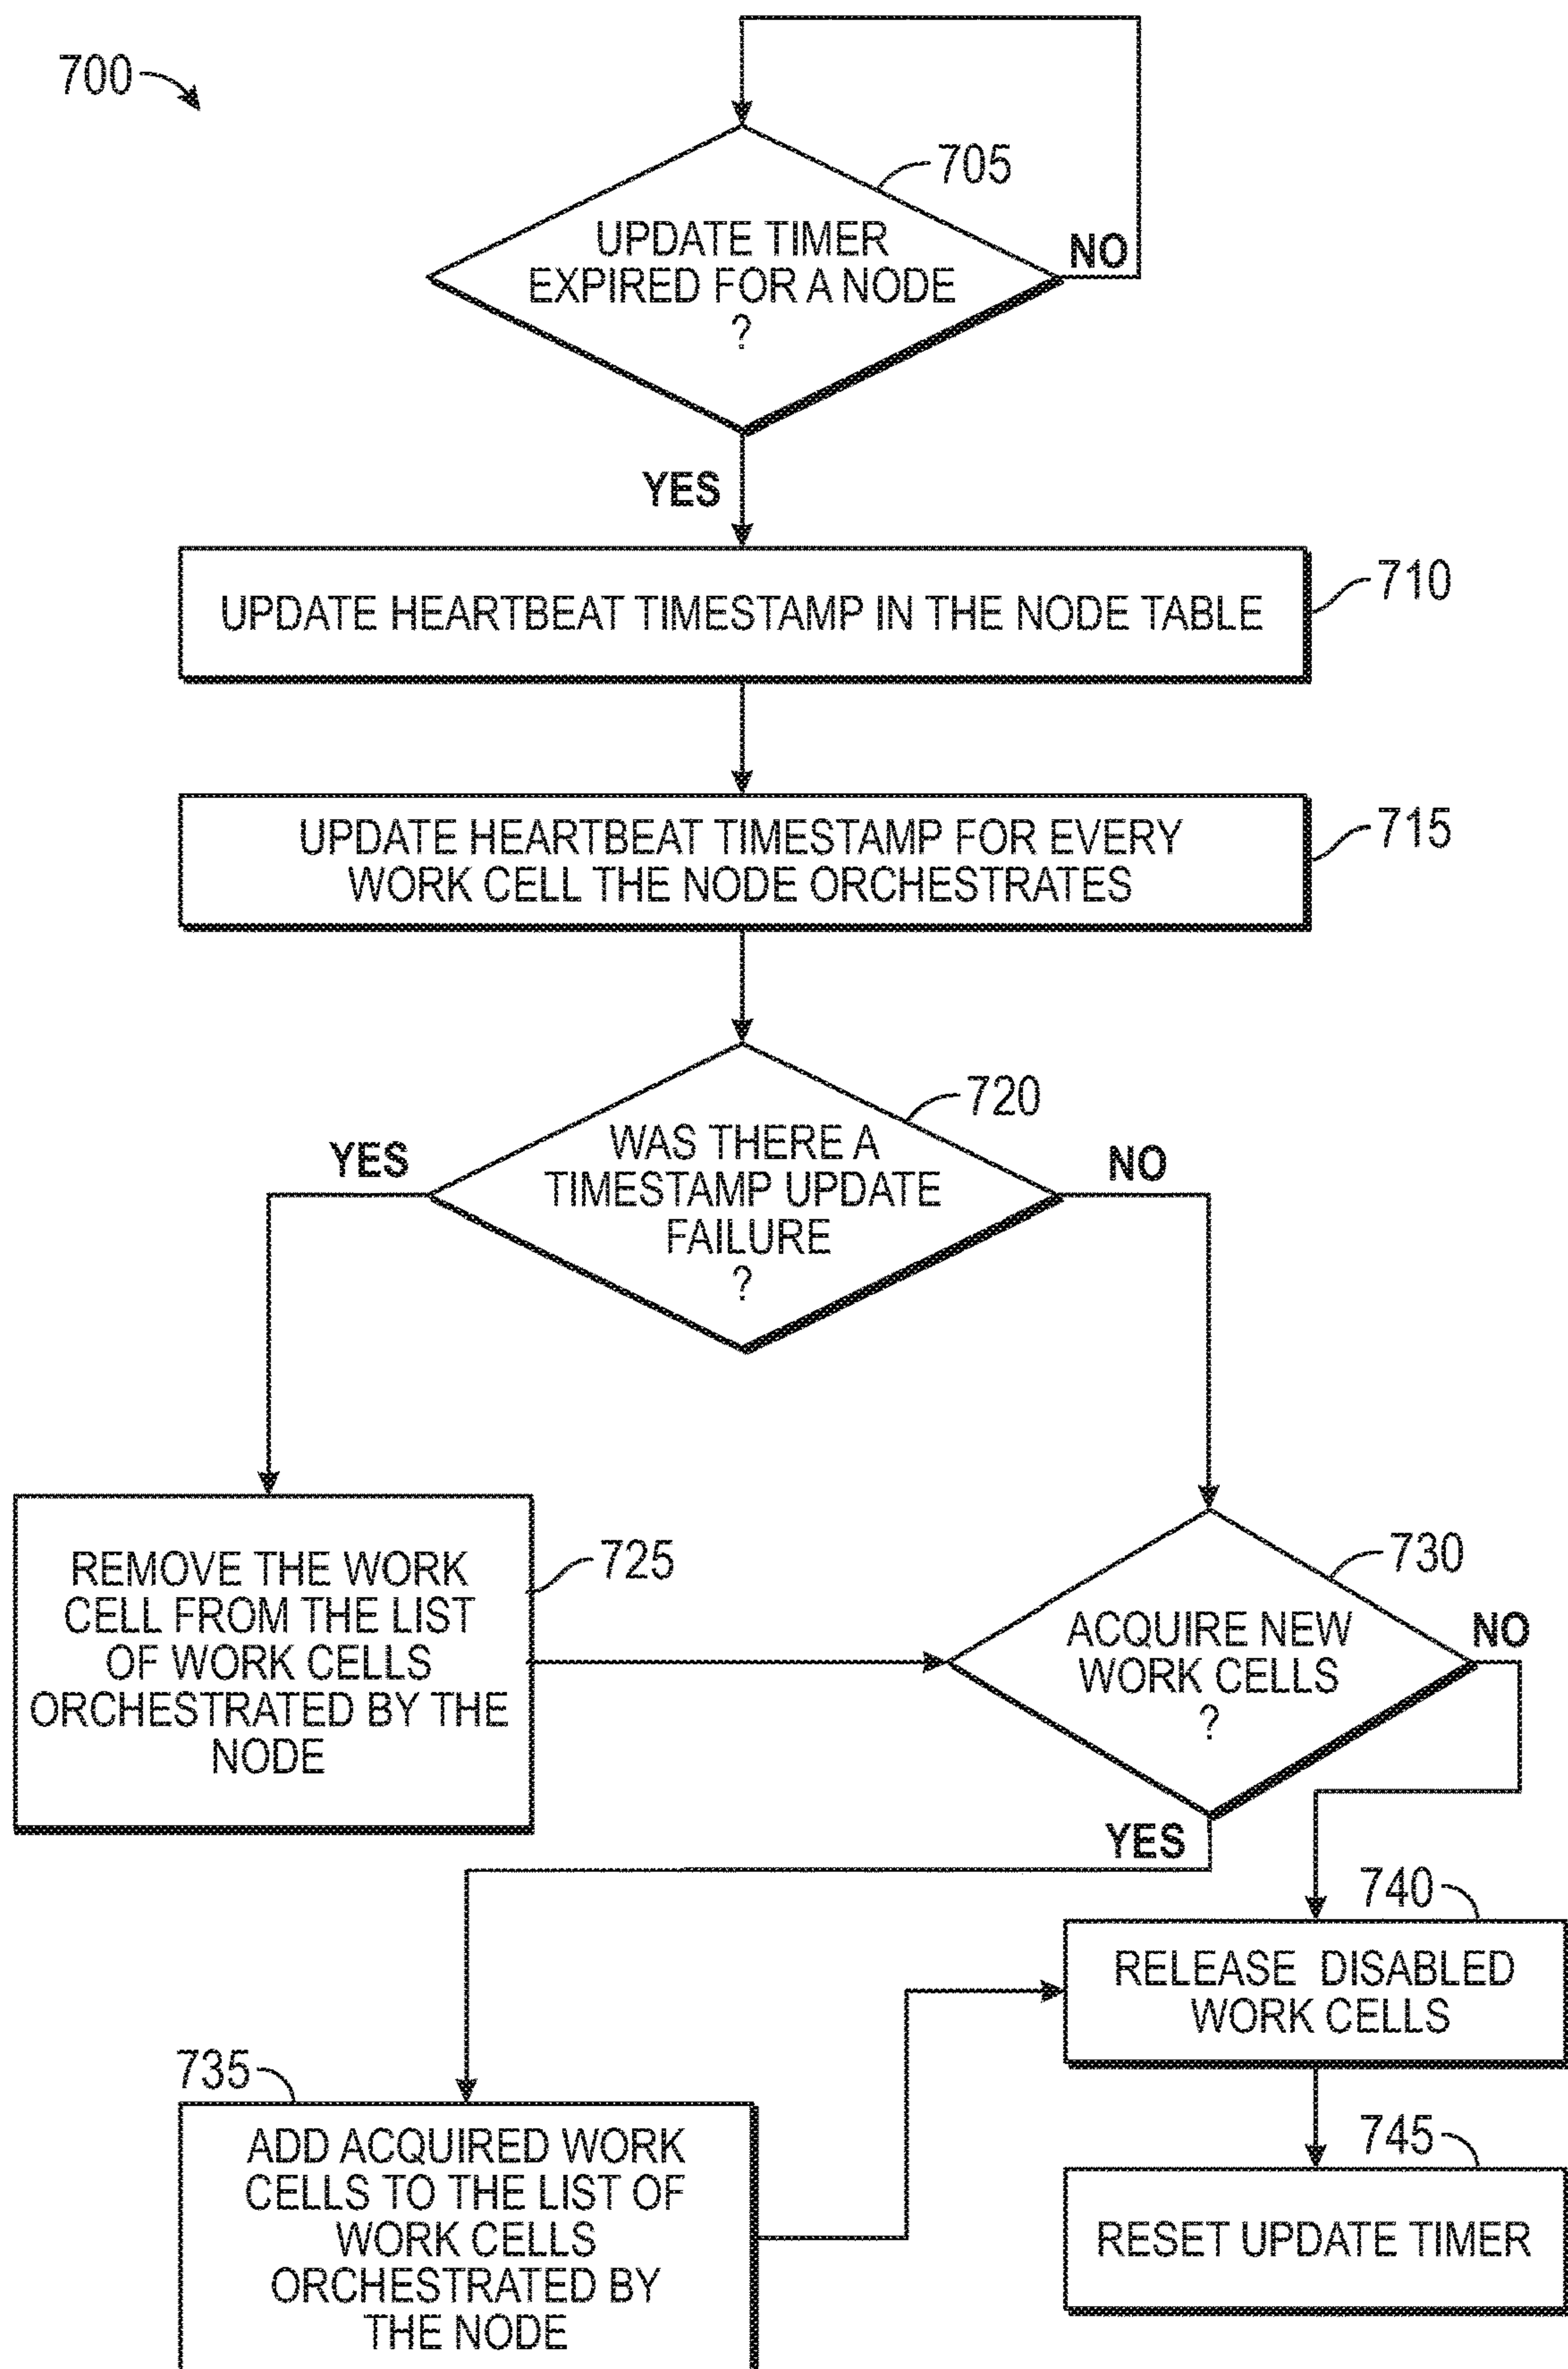 700
705
UPDATE TIMER
EXPIRED FOR A NODE
?
NO
YES
UPDATE HEARTBEAT TIMESTAMP IN THE NODE TABLE
710
UPDATE HEARTBEAT TIMESTAMP FOR EVERY
WORK CELL THE NODE ORCHESTRATES
715
720
WAS THERE A
TIMESTAMP UPDATE
FAILURE
?
YES
NO
REMOVE THE WORK
CELL FROM THE LIST
OF WORK CELLS
ORCHESTRATED BY THE
NODE
725
730
ACQUIRE NEW
WORK CELLS
?
NO
YES
740
RELEASE DISABLED
WORK CELLS
735
ADD ACQUIRED WORK
CELLS TO THE LIST OF
WORK CELLS
ORCHESTRATED BY
THE NODE
745
RESET UPDATE TIMER